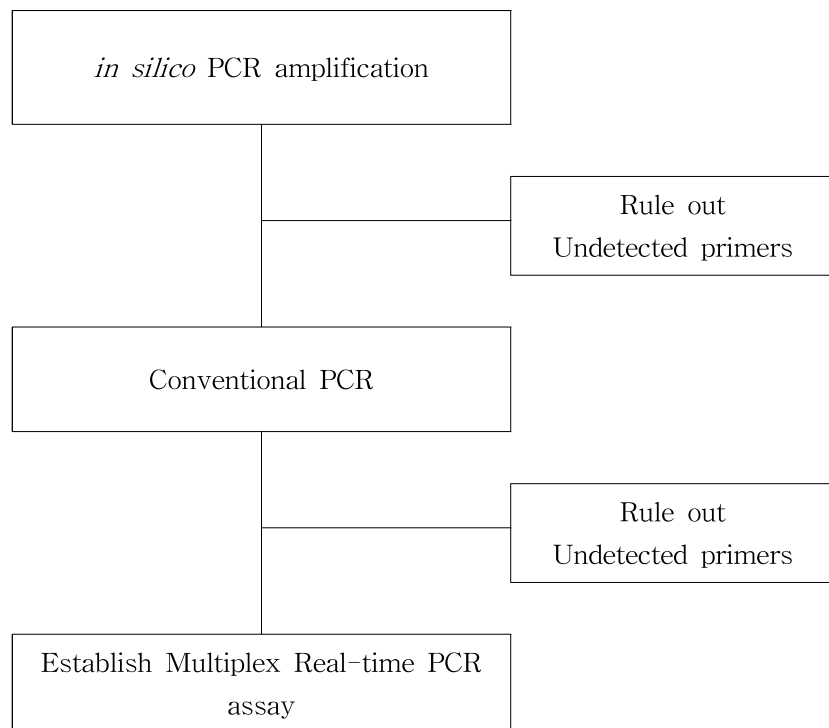 in silico PCR amplification
Rule out
Undetected primers
Conventional PCR
Rule out
Undetected primers
Establish Multiplex Real-time PCR
assay